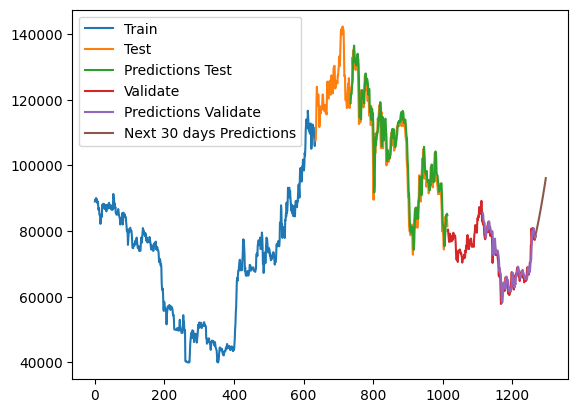 140000
120000
100000
80000
60000
40000
Train
Test
Predictions Test
Validate
Predictions Validate
Next 30 days Predictions
0 200 400 600 800 1000 1200